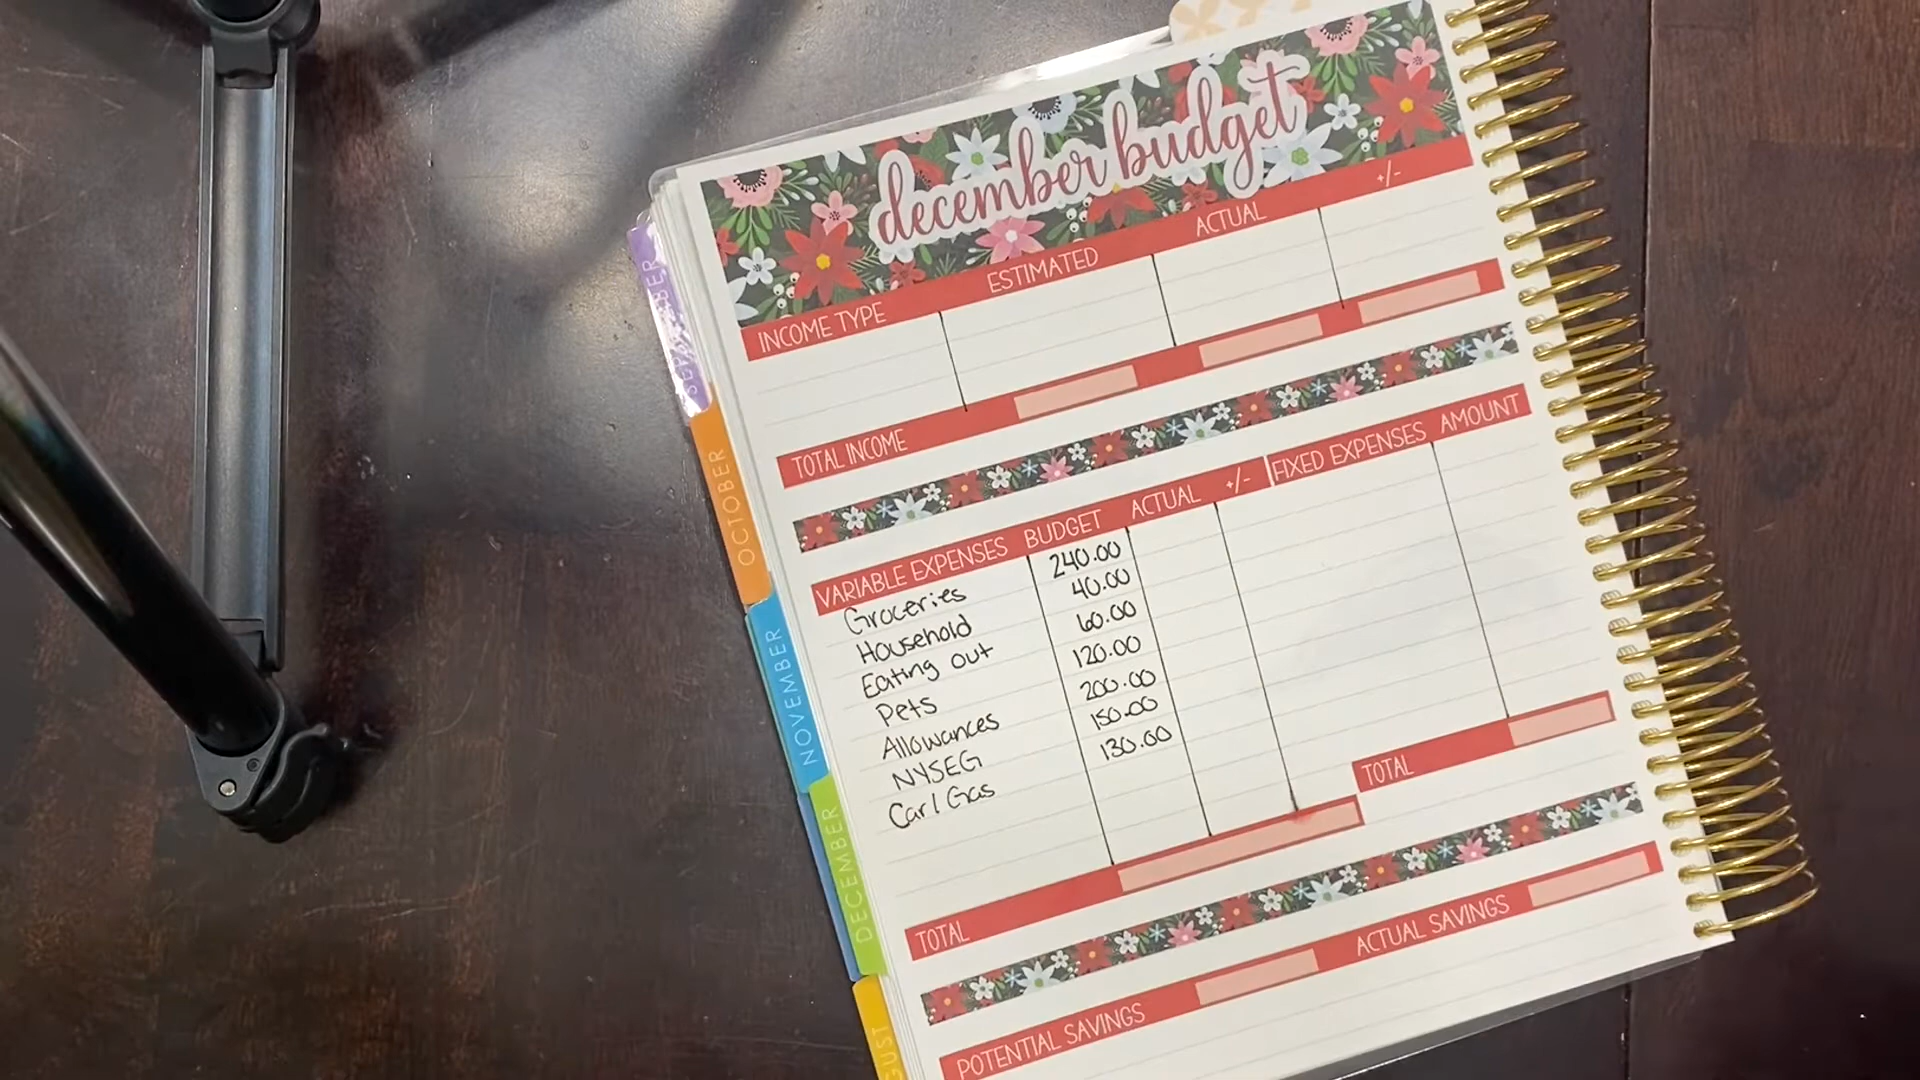 december budget
INCOME TYPE ESTIMATED ACTUAL +/-
TOTAL INCOME
VARIABLE EXPENSES BUDGET ACTUAL +/- FIXED EXPENSES AMOUNT
Groceries 240.00
Household 40.00
Eating out 60.00
Pets 120.00
Allowances 200.00
NYSEG 150.00
Car/Gas 130.00
TOTAL
TOTAL
POTENTIAL SAVINGS ACTUAL SAVINGS
SEPTEMBER
OCTOBER
NOVEMBER
DECEMBER
GUST